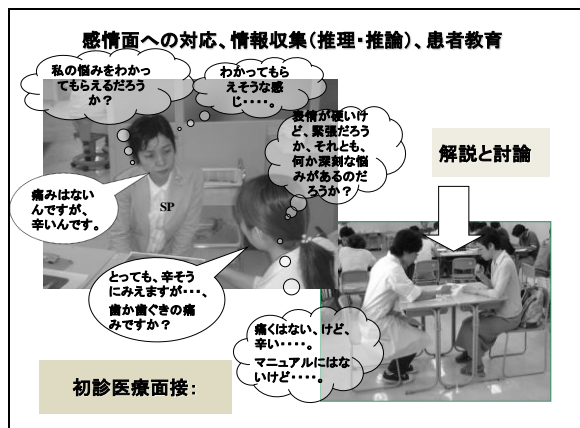 感情面への対応、情報収集(推理・推論)、患者教育
私の悩みをわかっ
てもらえるだろう
か?
わかってもら
えそうな感
じ・・・・。
表情が硬いけ
ど、緊張だろう
か、それとも、
何か深刻な悩
みがあるのだ
ろうか?
解説と討論
痛みはない
んですが、
辛いんです。
SP
とっても、辛そう
にみえますが・・・、
歯か歯ぐきの痛
みですか?
痛くはない、けど、
辛い・・・・。
マニュアルにはな
いけど・・・・。
初診医療面接: